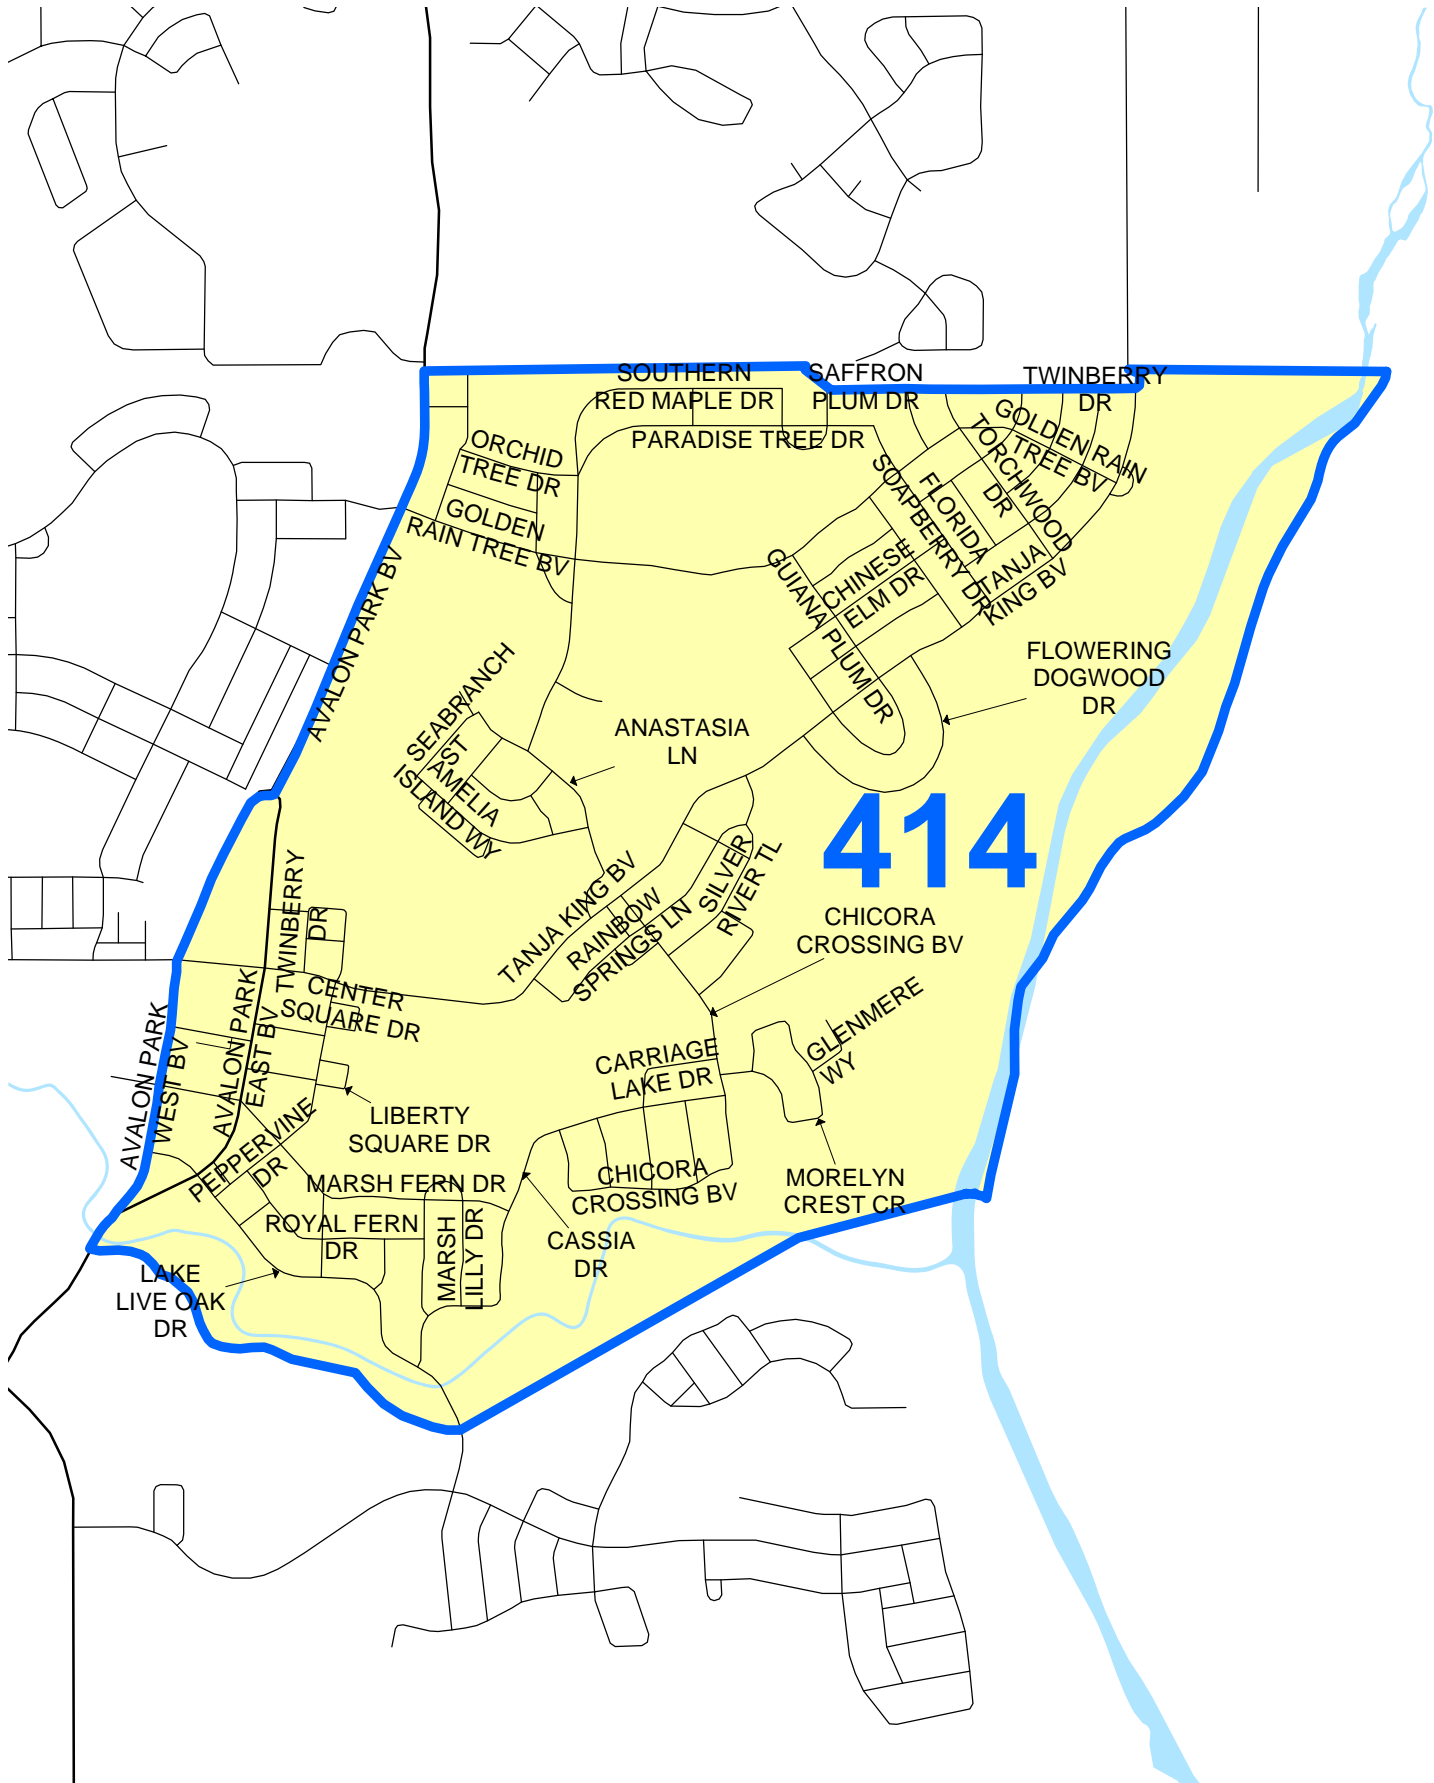 SOUTHERN
RED MAPLE DR
SAFFRON
PLUM DR
TWINBERRY
DR
PARADISE TREE DR
ORCHID
TREE DR
GOLDEN RAIN
TREE BV
TORCHWOOD
DR
FLORIDA
SOAPBERRY DR
GOLDEN
RAIN TREE BV
CHINESE
ELM DR
TANJA
KING BV
GUIANA PLUM DR
AVALON PARK BV
FLOWERING
DOGWOOD
DR
SEABRANCH
ST
ANASTASIA
LN
AMELIA
ISLAND WY
414
SILVER
RIVER TL
TANJA KING BV
RAINBOW
SPRINGS LN
CHICORA
CROSSING BV
TWINBERRY
DR
CENTER
SQUARE DR
AVALON PARK
WEST BV
AVALON PARK
EAST BV
GLENMERE
WY
CARRIAGE
LAKE DR
LIBERTY
SQUARE DR
PEPPERVINE
DR
MARSH FERN DR
CHICORA
CROSSING BV
MORELYN
CREST CR
ROYAL FERN
DR
MARSH
LILLY DR
CASSIA
DR
LAKE
LIVE OAK
DR